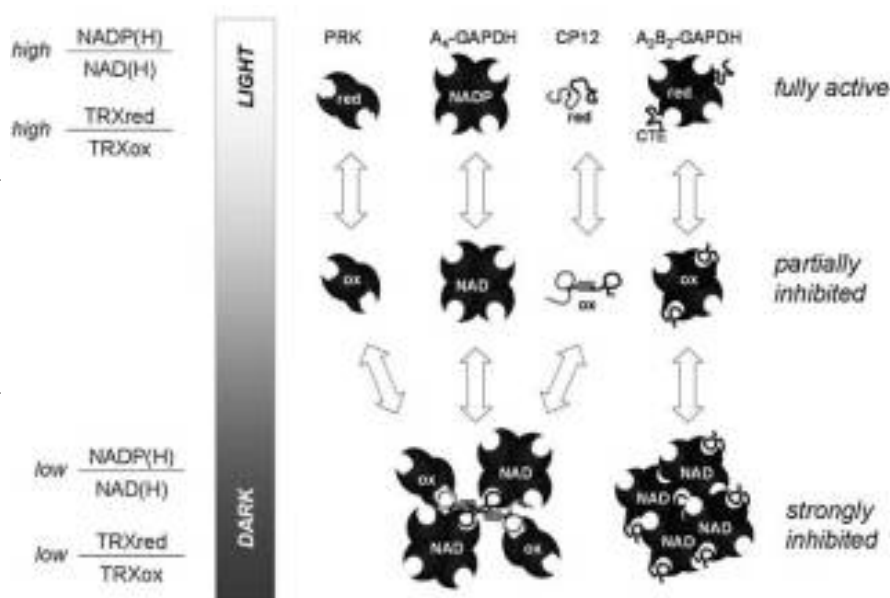 PRK A₄-GAPDH CP12 A₂B₂-GAPDH
high NADP(H)
NAD(H)
LIGHT
red
NADP
red
red
CTE
fully active
high TRXred
TRXox
ox
NAD
ox
ox
partially
inhibited
low NADP(H)
NAD(H)
DARK
ox
NAD
NAD
ox
NAD
NAD
NAD
NAD
strongly
inhibited
low TRXred
TRXox